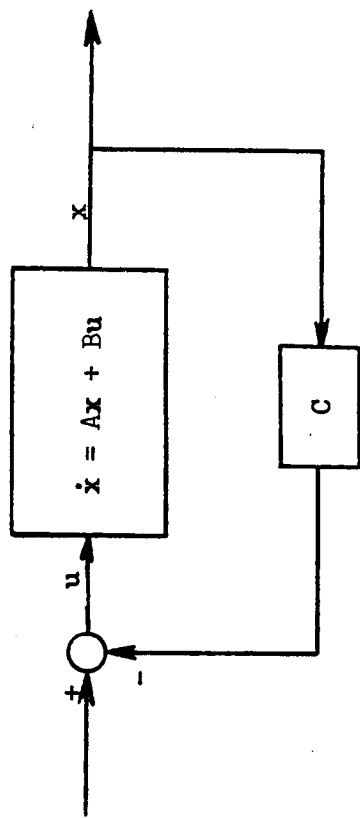 +
-
u
ẋ = Ax + Bu
x
C